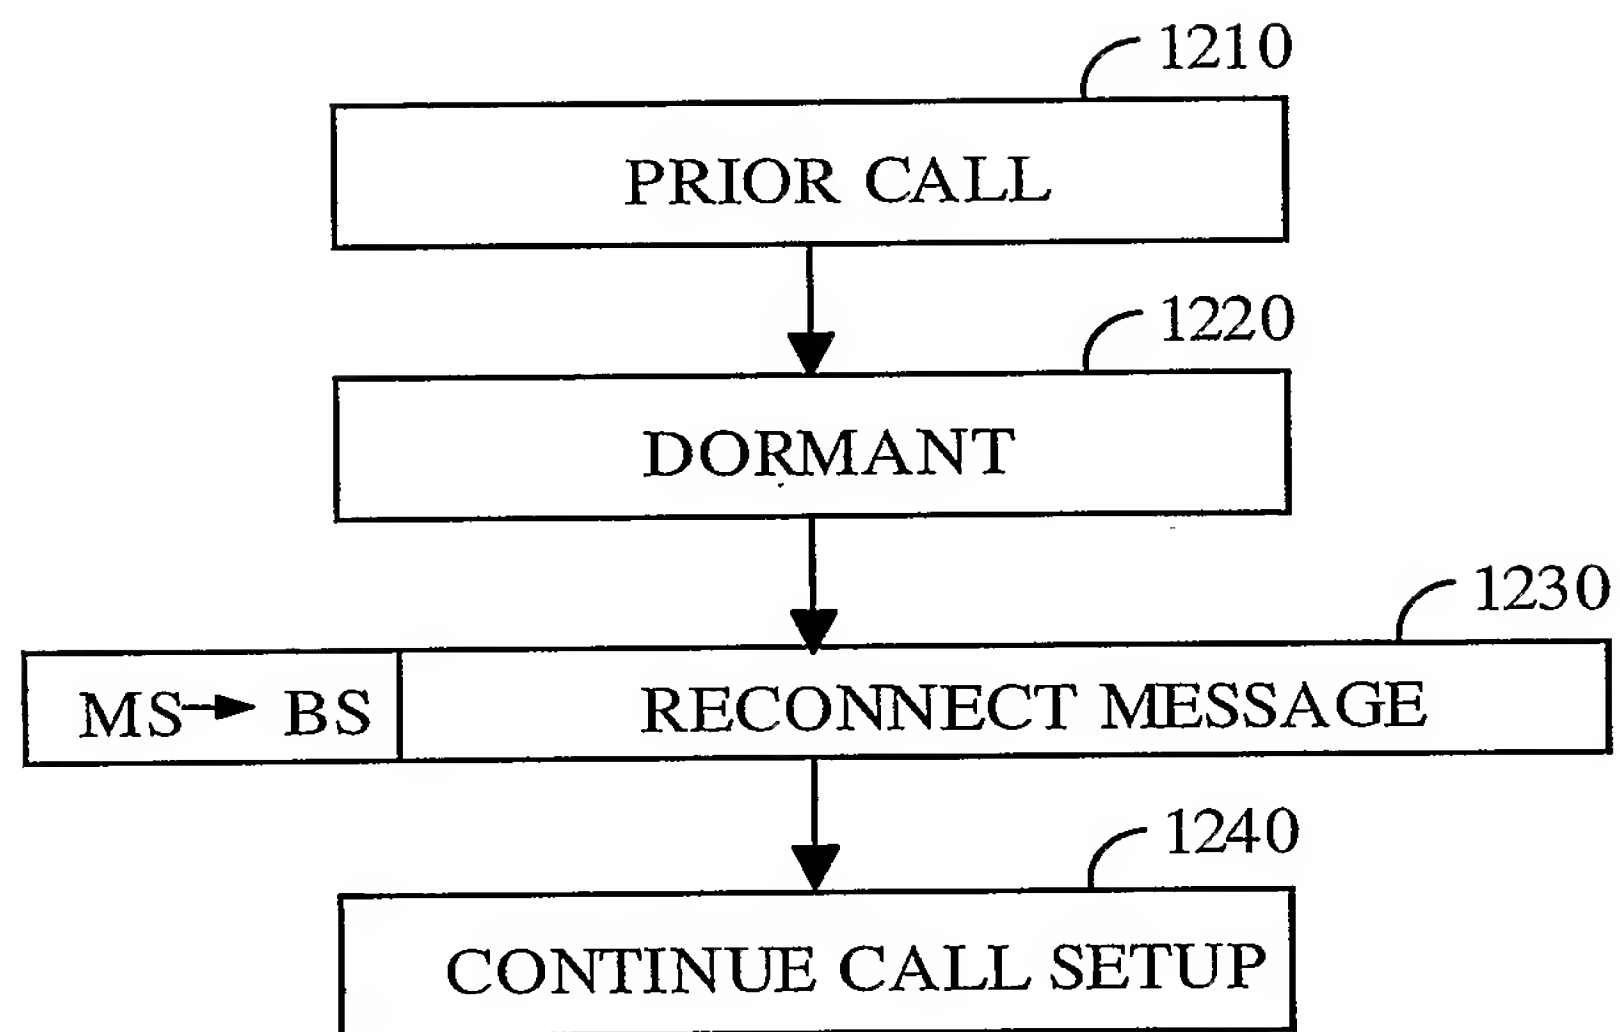 1210
PRIOR CALL
1220
DORMANT
1230
MS → BS RECONNECT MESSAGE
1240
CONTINUE CALL SETUP